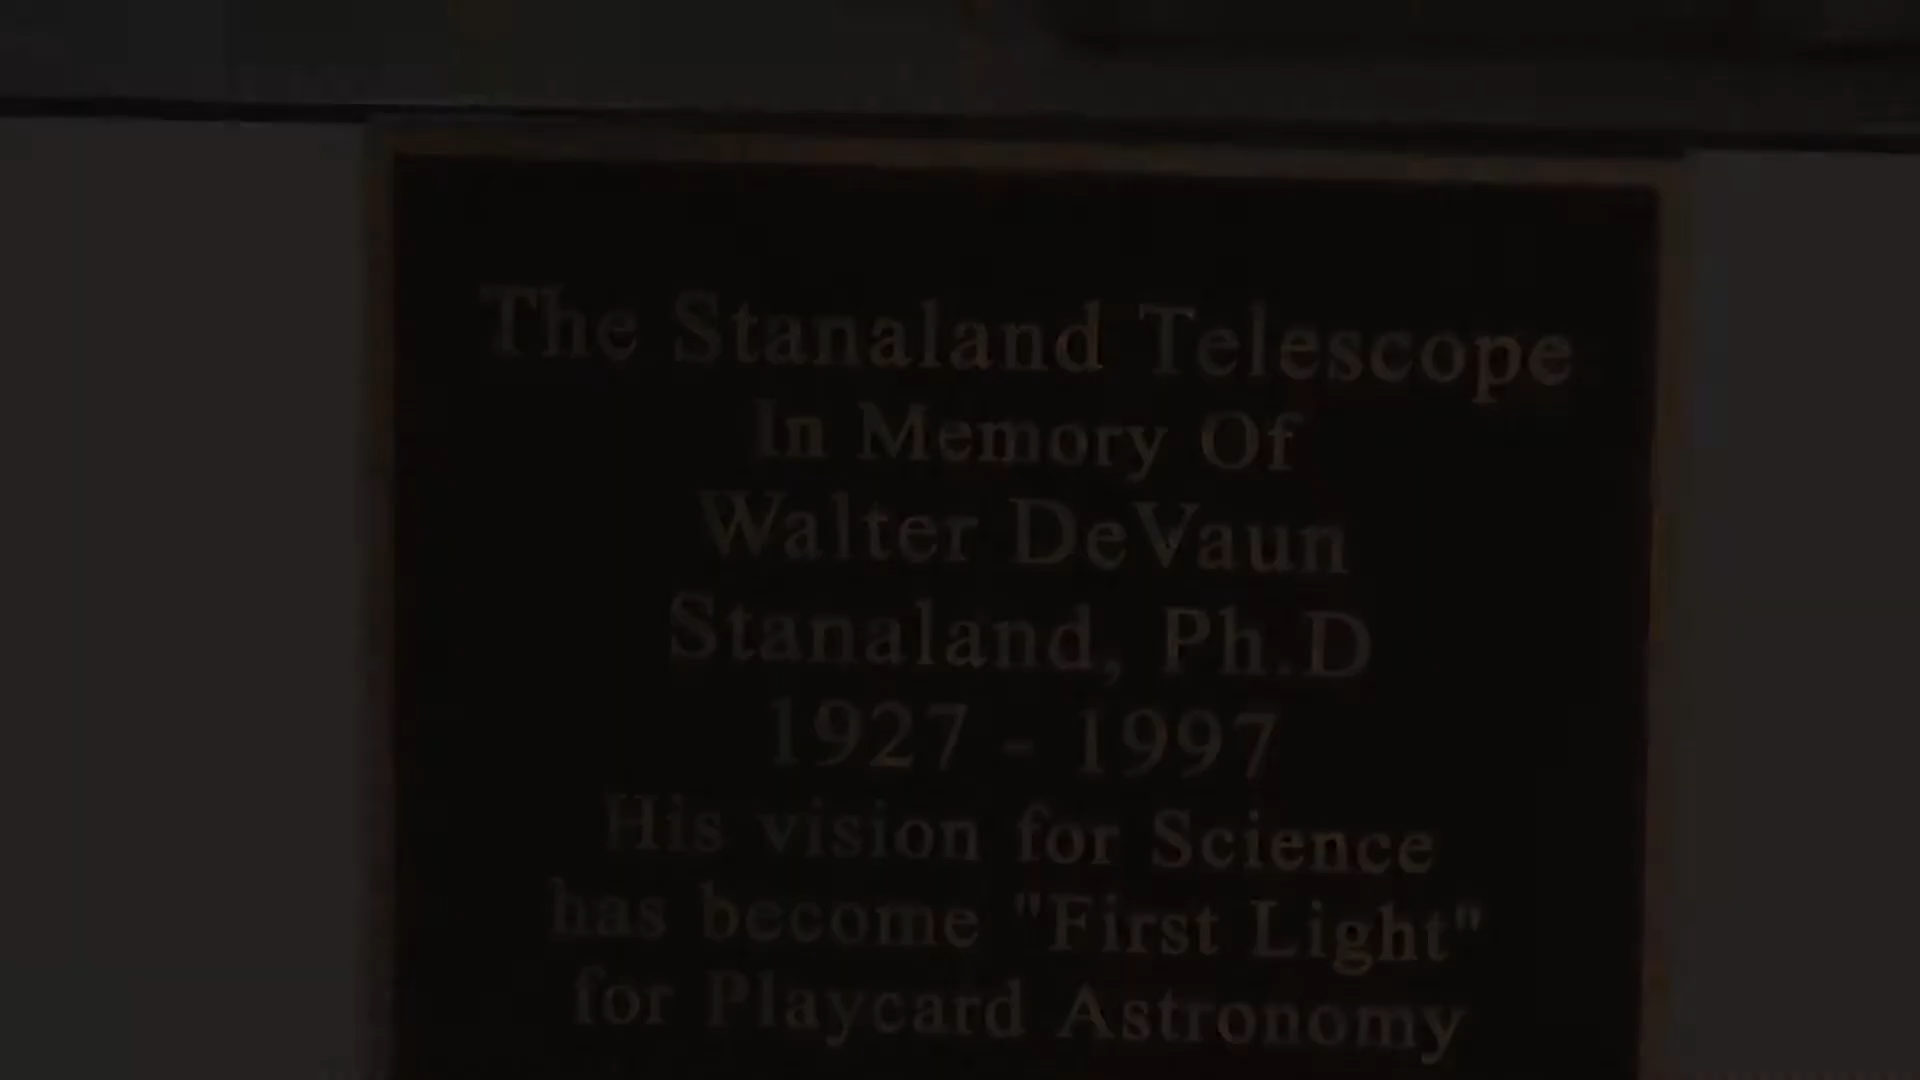 The Stanaland Telescope
In Memory Of
Walter DeVaun
Stanaland, Ph.D
1927 - 1997
His vision for Science
has become "First Light"
for Playcard Astronomy